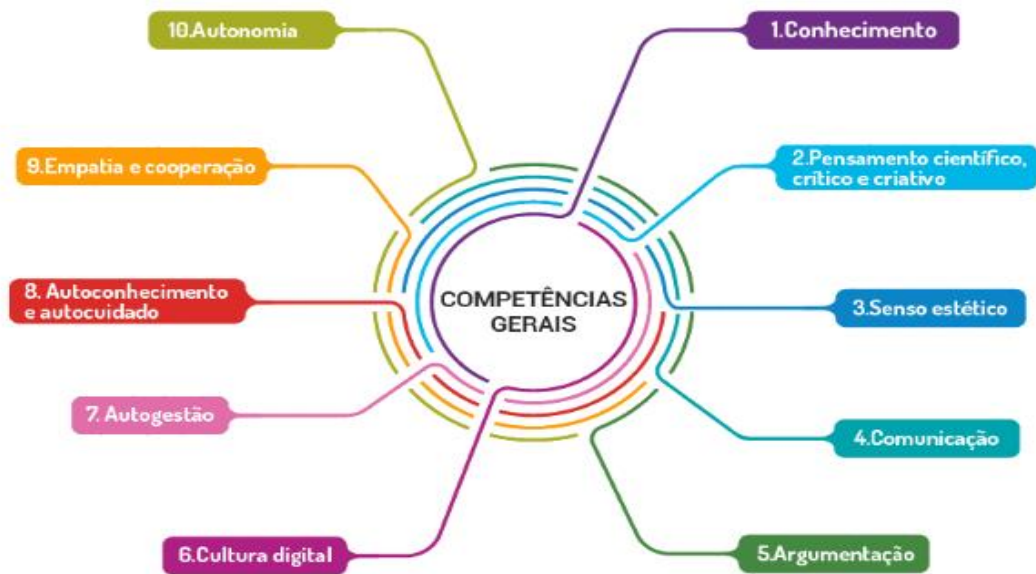 COMPETÊNCIAS
GERAIS
1.Conhecimento
2.Pensamento científico,
crítico e criativo
3.Senso estético
4.Comunicação
5.Argumentação
6.Cultura digital
7. Autogestão
8. Autoconhecimento
e autocuidado
9.Empatia e cooperação
10.Autonomia